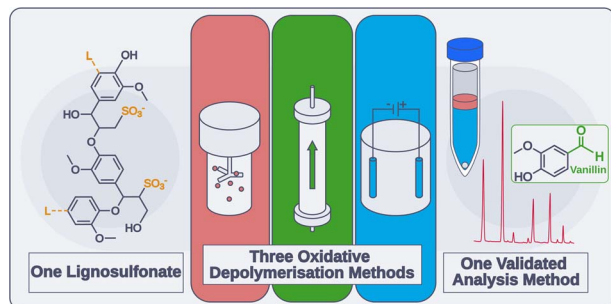 L
OH
O
HO
SO₃⁻
O
O
SO₃⁻
L
O
O
HO
- +
O
O
H
HO
Vanillin
One Lignosulfonate
Three Oxidative
Depolymerisation Methods
One Validated
Analysis Method